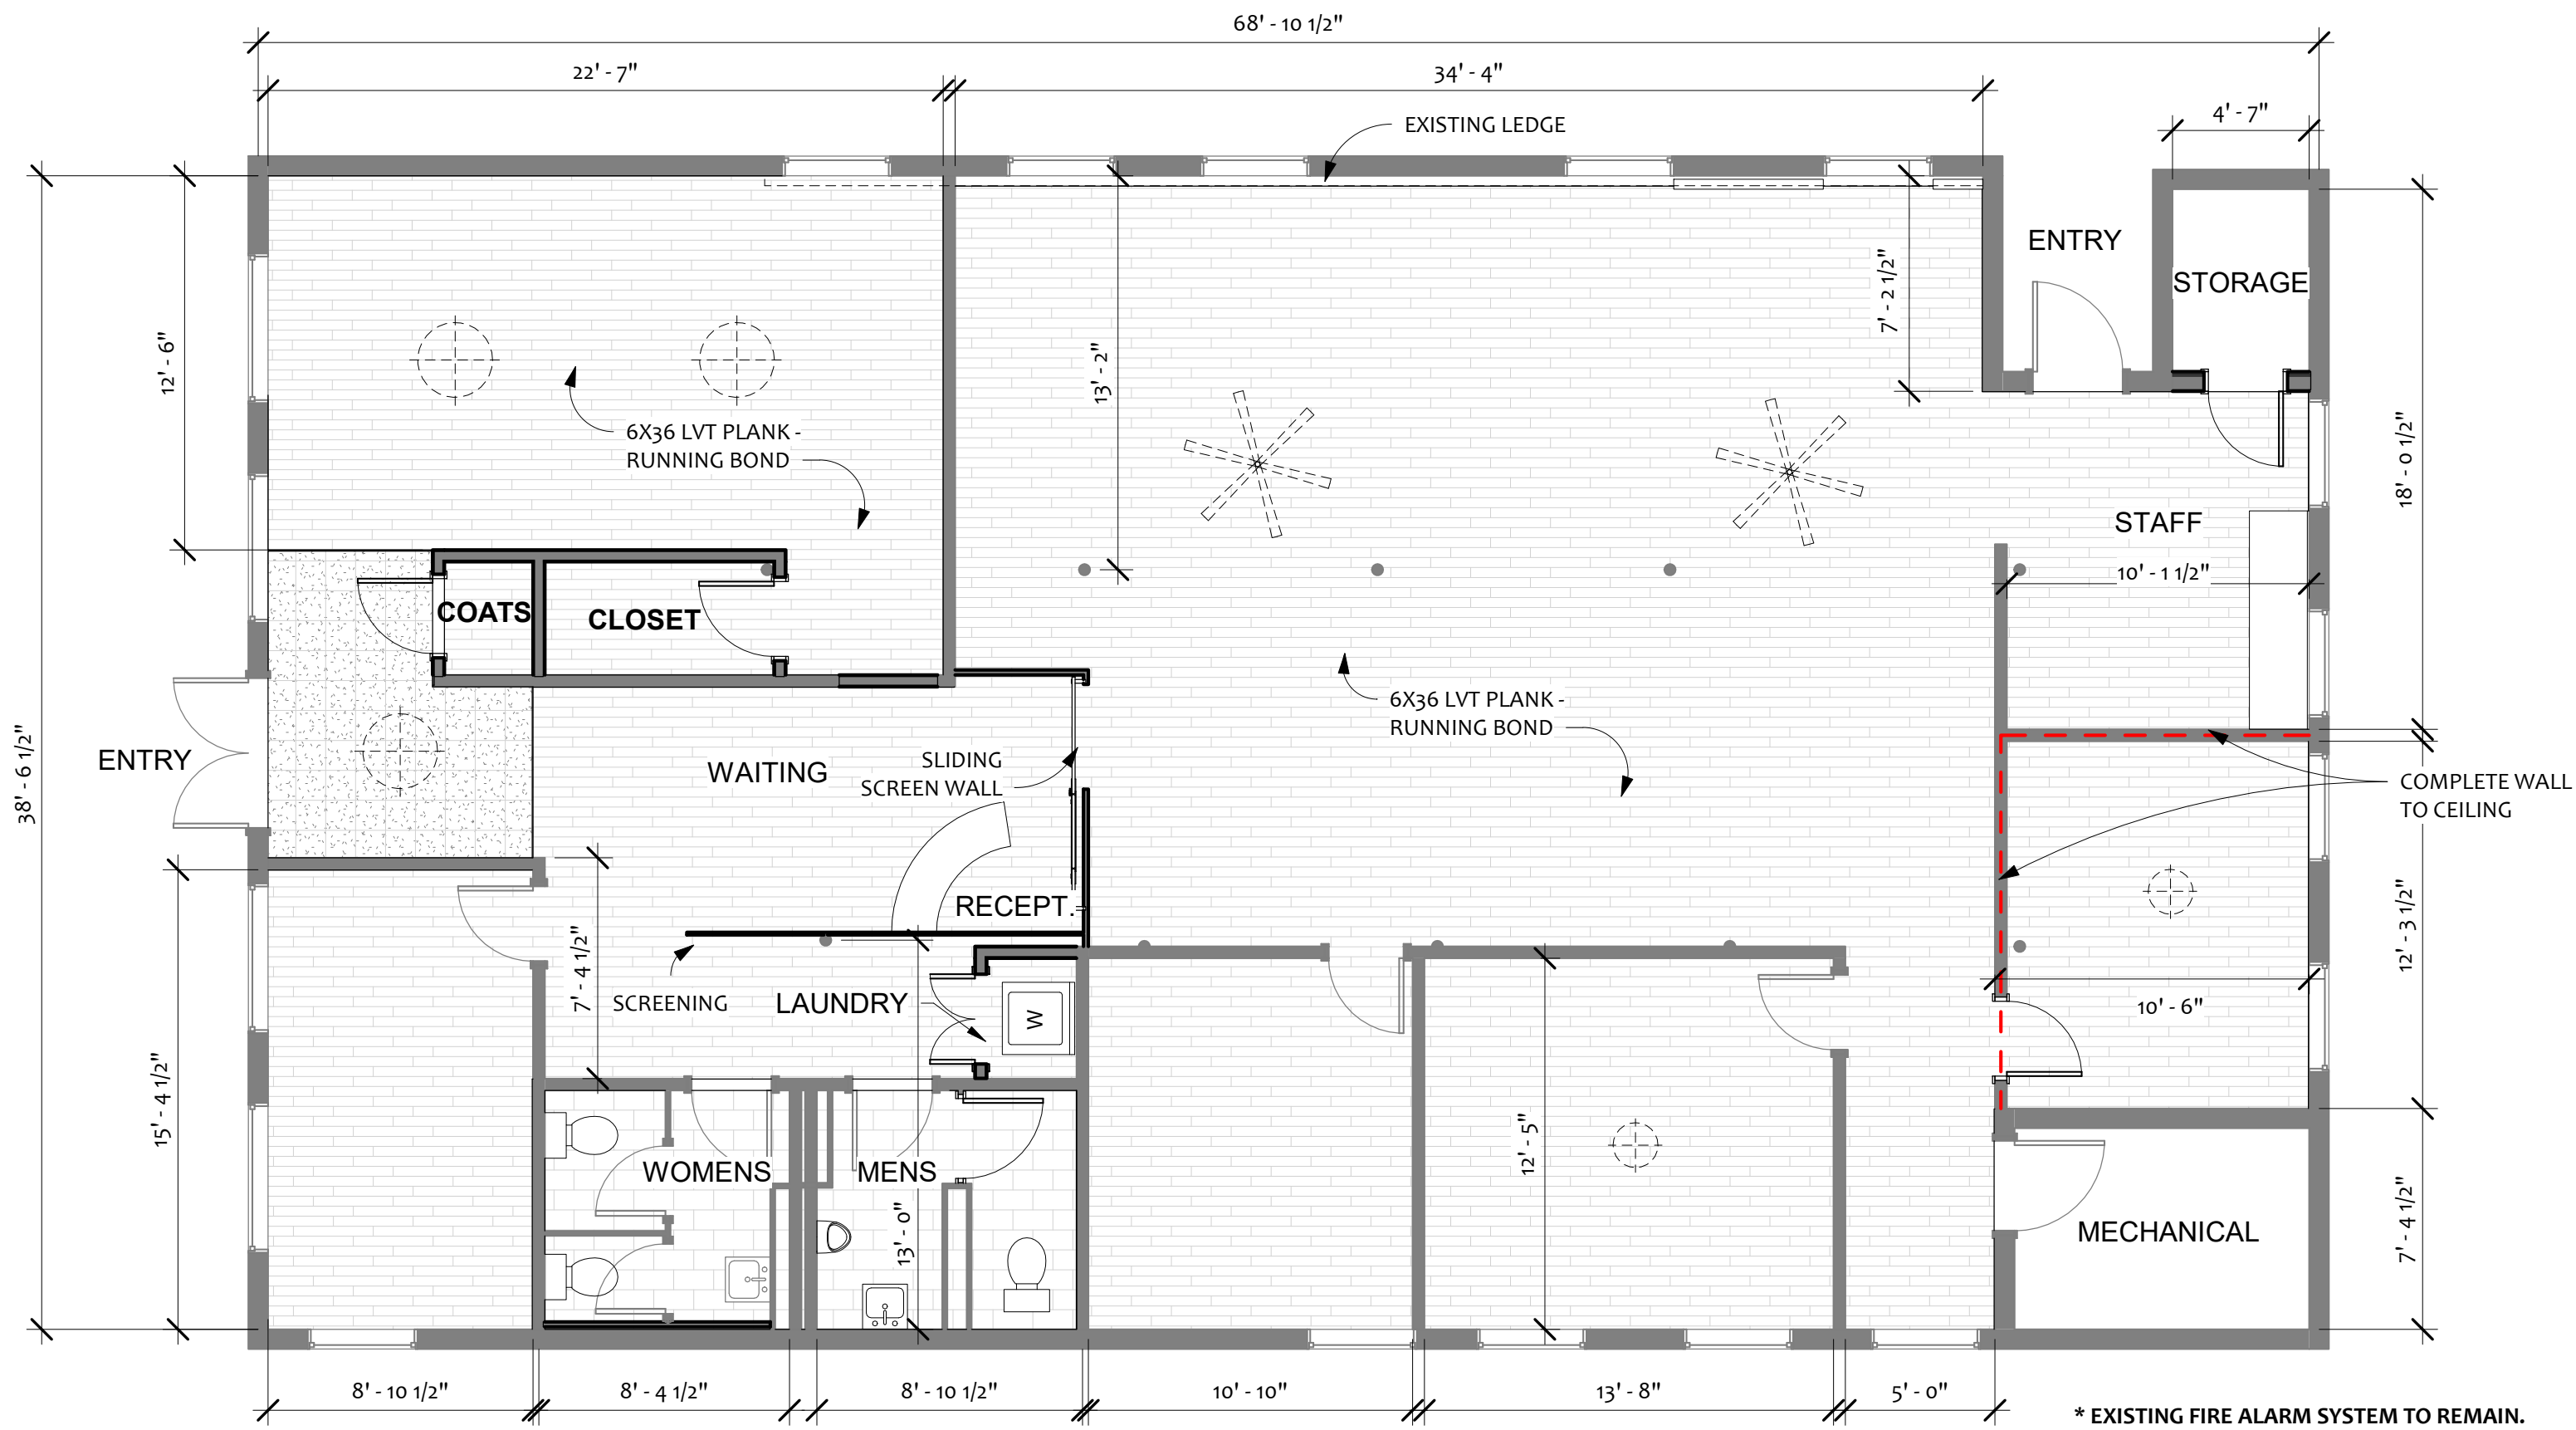 68' - 10 1/2"
22' - 7"
34' - 4"
4' - 7"
EXISTING LEDGE
ENTRY
STORAGE
7' - 2 1/2"
12' - 6"
13' - 2"
6X36 LVT PLANK -
RUNNING BOND
18' - 0 1/2"
STAFF
10' - 1 1/2"
COATS
CLOSET
6X36 LVT PLANK -
RUNNING BOND
38' - 6 1/2"
ENTRY
WAITING
SLIDING
SCREEN WALL
COMPLETE WALL
TO CEILING
RECEPT.
7' - 4 1/2"
12' - 3 1/2"
SCREENING
LAUNDRY
W
10' - 6"
15' - 4 1/2"
WOMENS
MENS
13' - 0"
12' - 5"
MECHANICAL
7' - 4 1/2"
8' - 10 1/2"
8' - 4 1/2"
8' - 10 1/2"
10' - 10"
13' - 8"
5' - 0"
* EXISTING FIRE ALARM SYSTEM TO REMAIN.